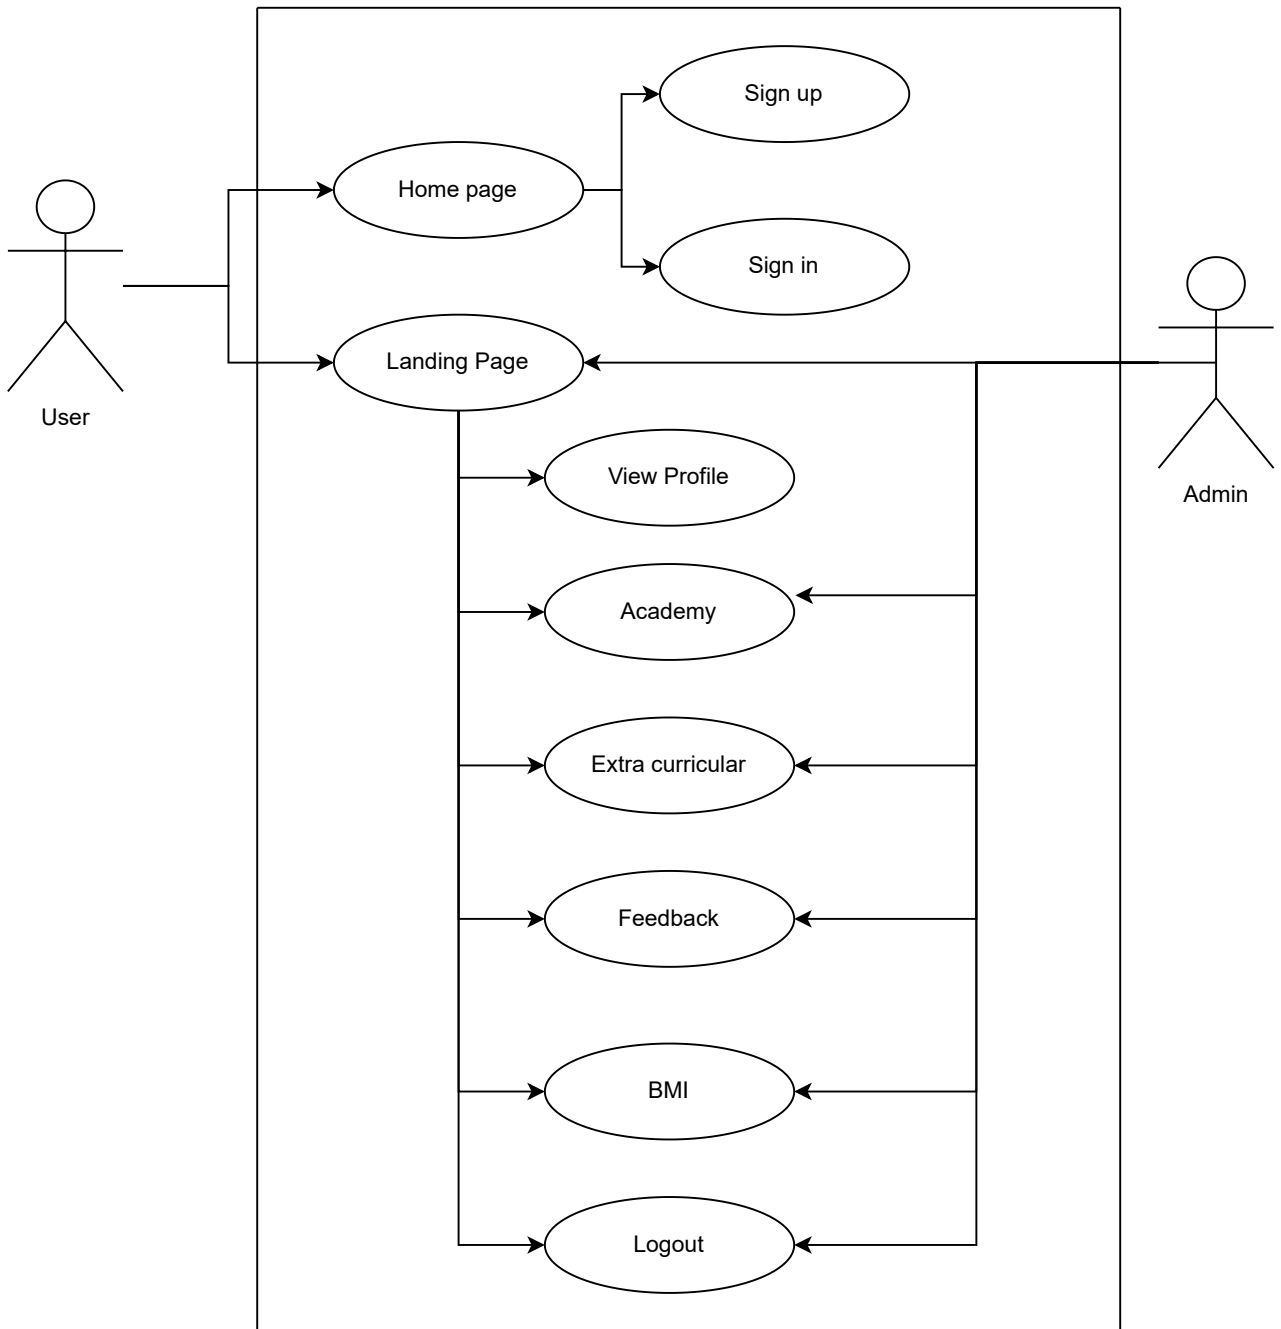 Sign up
Home page
Sign in
Landing Page
User
View Profile
Admin
Academy
Extra curricular
Feedback
BMI
Logout